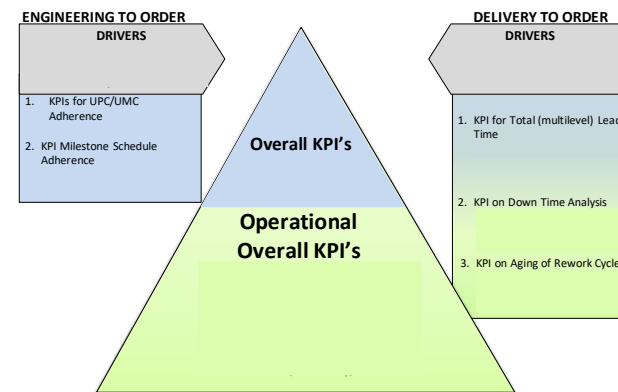 ENGINEERING TO ORDER
DRIVERS
1. KPIs for UPC/UMC
Adherence
2. KPI Milestone Schedule
Adherence
Overall KPI's
Operational
Overall KPI's
DELIVERY TO ORDER
DRIVERS
1. KPI for Total (multilevel) Lead
Time
2. KPI on Down Time Analysis
3. KPI on Aging of Rework Cycle